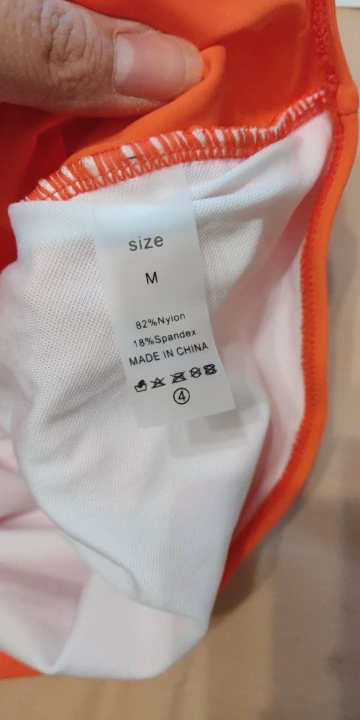 size
M
82%Nylon
18%Spandex
MADE IN CHINA
④